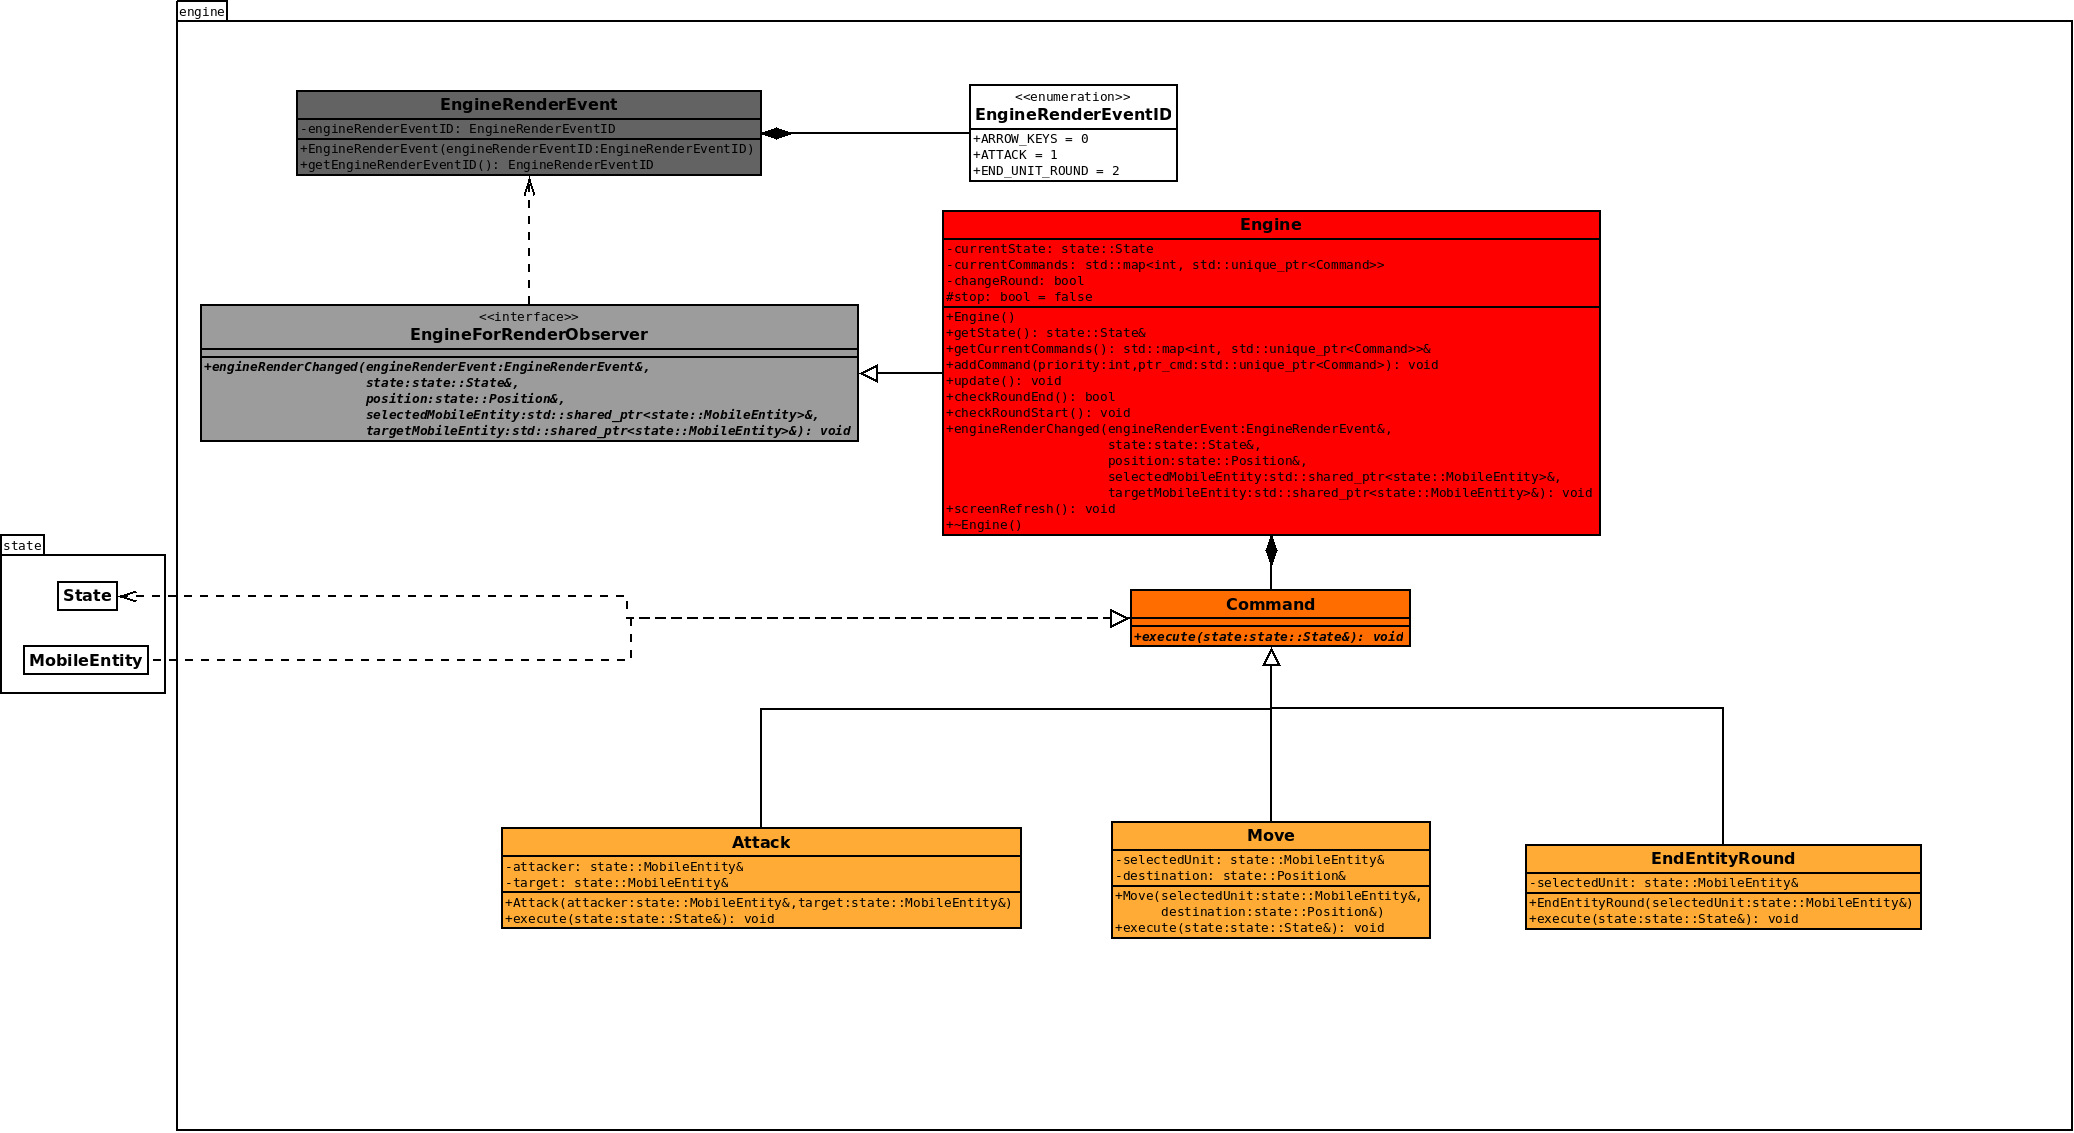 engine
EngineRenderEvent
-engineRenderEventID: EngineRenderEventID
+EngineRenderEvent(engineRenderEventID:EngineRenderEventID)
+getEngineRenderEventID(): EngineRenderEventID
<<enumeration>>
EngineRenderEventID
+ARROW_KEYS = 0
+ATTACK = 1
+END_UNIT_ROUND = 2
Engine
-currentState: state::State
-currentCommands: std::map<int, std::unique_ptr<Command>>
-changeRound: bool
#stop: bool = false
+Engine()
+getState(): state::State&
+getCurrentCommands(): std::map<int, std::unique_ptr<Command>>&
+addCommand(priority:int,ptr_cmd:std::unique_ptr<Command>): void
+update(): void
+checkRoundEnd(): bool
+checkRoundStart(): void
+engineRenderChanged(engineRenderEvent:EngineRenderEvent&,
state:state::State&,
position:state::Position&,
selectedMobileEntity:std::shared_ptr<state::MobileEntity>&,
targetMobileEntity:std::shared_ptr<state::MobileEntity>&): void
+screenRefresh(): void
+~Engine()
<<interface>>
EngineForRenderObserver
+engineRenderChanged(engineRenderEvent:EngineRenderEvent&,
state:state::State&,
position:state::Position&,
selectedMobileEntity:std::shared_ptr<state::MobileEntity>&,
targetMobileEntity:std::shared_ptr<state::MobileEntity>&): void
state
State
MobileEntity
Command
+execute(state:state::State&): void
Attack
-attacker: state::MobileEntity&
-target: state::MobileEntity&
+Attack(attacker:state::MobileEntity&,target:state::MobileEntity&)
+execute(state:state::State&): void
Move
-selectedUnit: state::MobileEntity&
-destination: state::Position&
+Move(selectedUnit:state::MobileEntity&,
destination:state::Position&)
+execute(state:state::State&): void
EndEntityRound
-selectedUnit: state::MobileEntity&
+EndEntityRound(selectedUnit:state::MobileEntity&)
+execute(state:state::State&): void